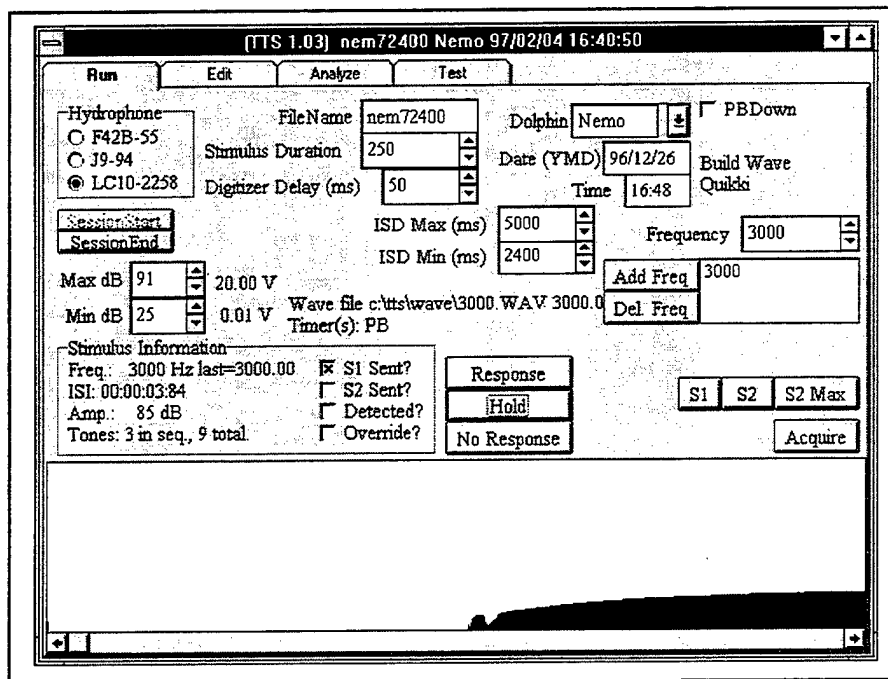 [TTS 1.03] nem72400 Nemo 97/02/04 16:40:50
Run Edit Analyze Test
Hydrophone
F42B-55
J9-94
LC10-2258
FileName nem72400
Stimulus Duration 250
Digitizer Delay (ms) 50
Dolphin Nemo
PBDown
Date (YMD) 96/12/26
Time 16:48
Build Wave
Quikki
SessionStart
SessionEnd
ISD Max (ms) 5000
ISD Min (ms) 2400
Frequency 3000
Add Freq 3000
Del. Freq
Max dB 91 20.00 V
Min dB 25 0.01 V
Wave file c:\tts\wave\3000.WAV 3000.0
Timer(s): PB
Stimulus Information
Freq.: 3000 Hz last=3000.00
ISI: 00:00:03:84
Amp.: 85 dB
Tones: 3 in seq., 9 total.
S1 Sent?
S2 Sent?
Detected?
Override?
Response
Hold
No Response
S1 S2 S2 Max
Acquire